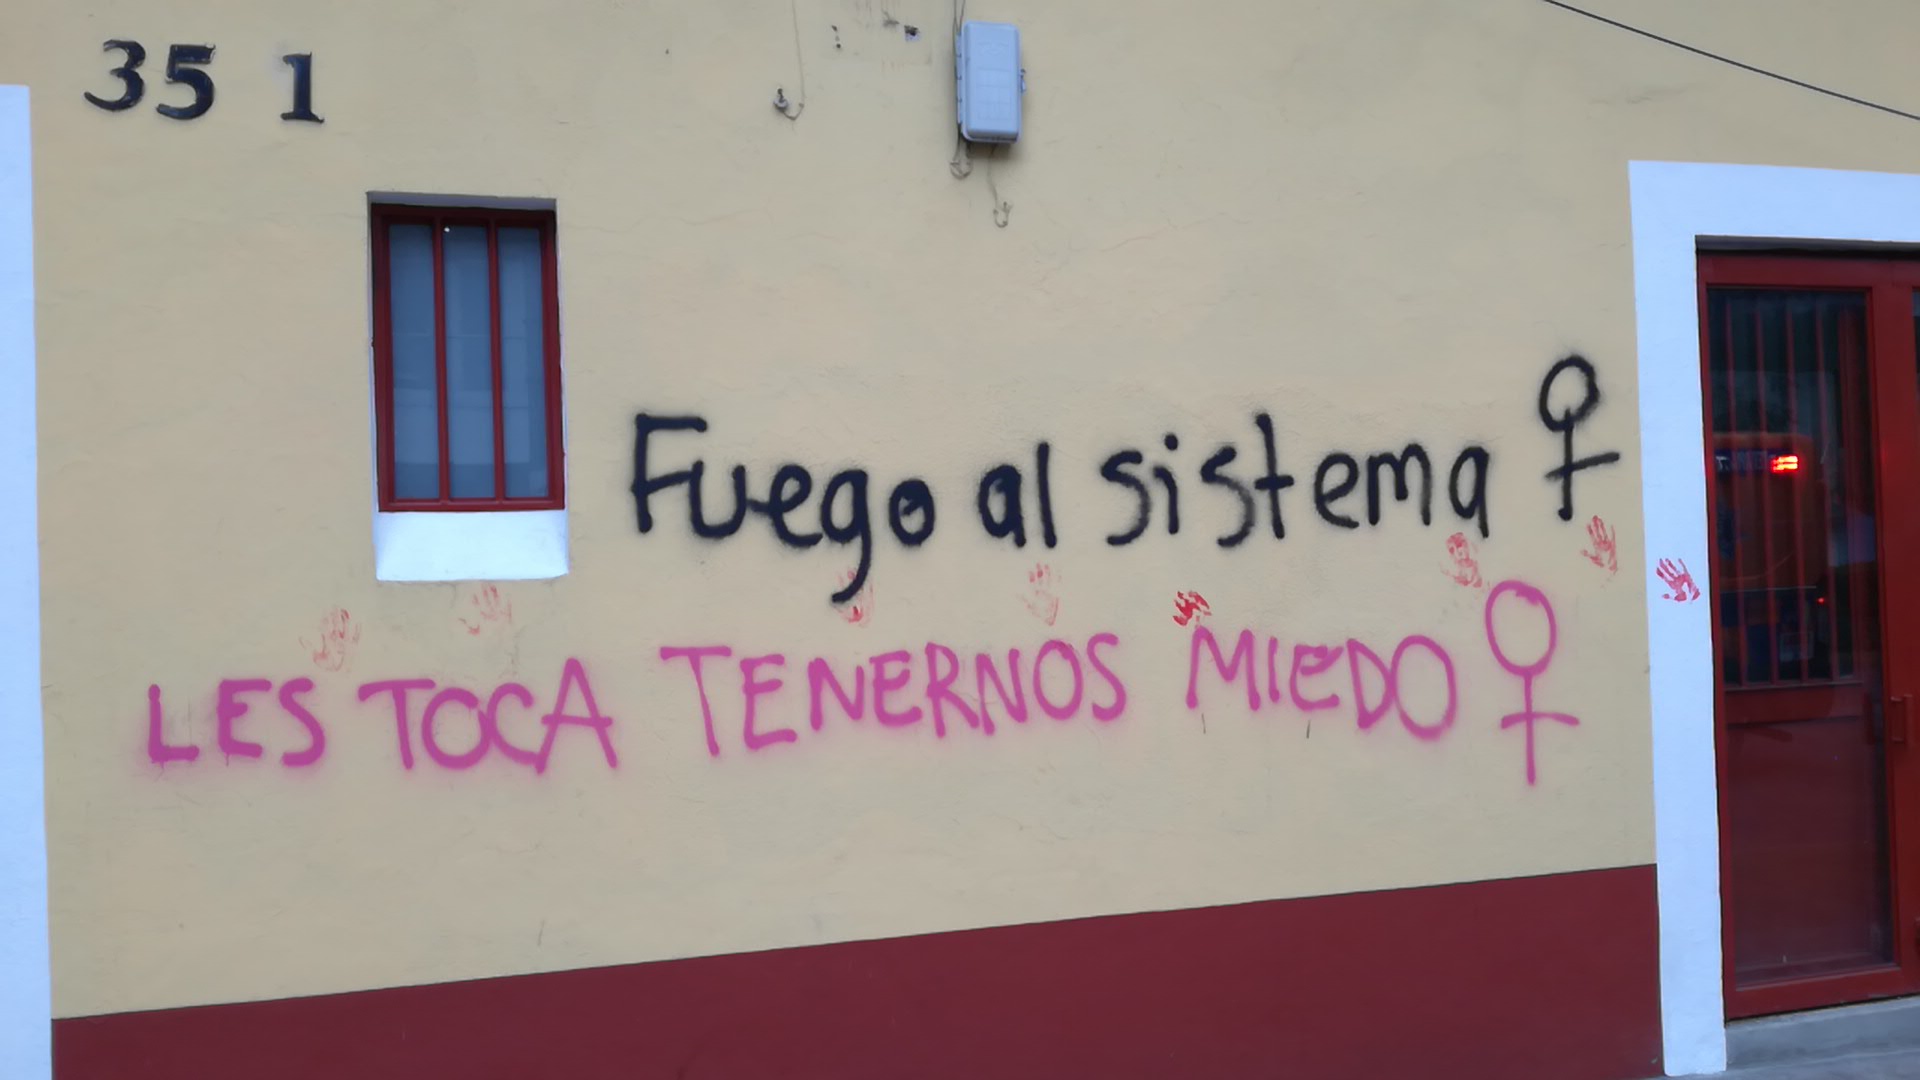 35 1
Fuego al sistema ♀
LES TOCA TENERNOS MIEDO ♀